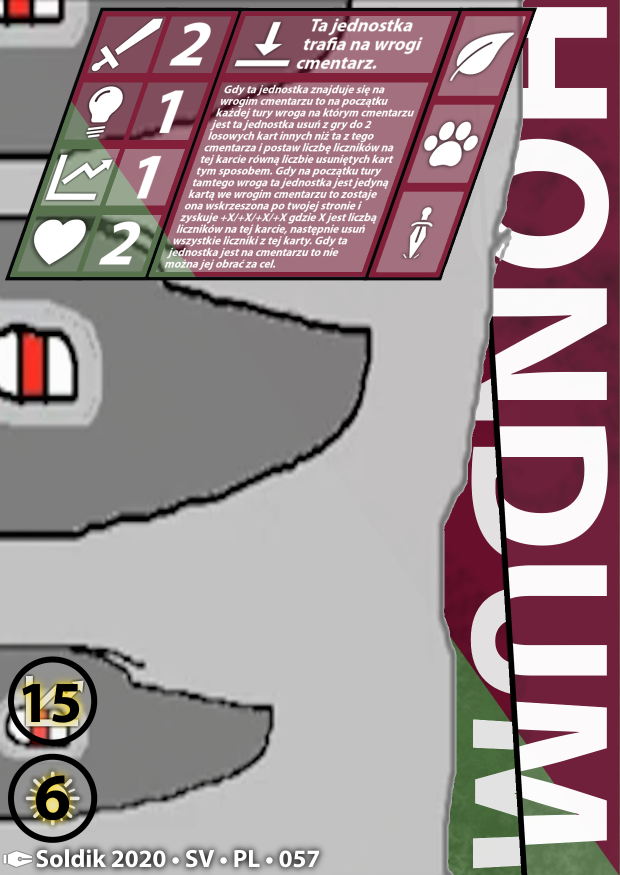 2
1
1
2
Ta jednostka
trafia na wrogi
cmentarz.
Gdy ta jednostka znajduje się na
wrogim cmentarzu to na początku
każdej tury wroga na którym cmentarzu
jest ta jednostka usuń z gry do 2
losowych kart innych niż ta z tego
cmentarza i postaw liczbę liczników na
tej karcie równą liczbie usuniętych kart
tym sposobem. Gdy na początku tury
tamtego wroga ta jednostka jest jedyną
kartą we wrogim cmentarzu to zostaje
ona wskrzeszona po twojej stronie i
zyskuje +X/+X/+X/+X gdzie X jest liczbą
liczników na tej karcie, następnie usuń
wszystkie liczniki z tej karty. Gdy ta
jednostka jest na cmentarzu to nie
można jej obrać za cel.
HONDIUM
15
6
Soldik 2020 • SV • PL • 057